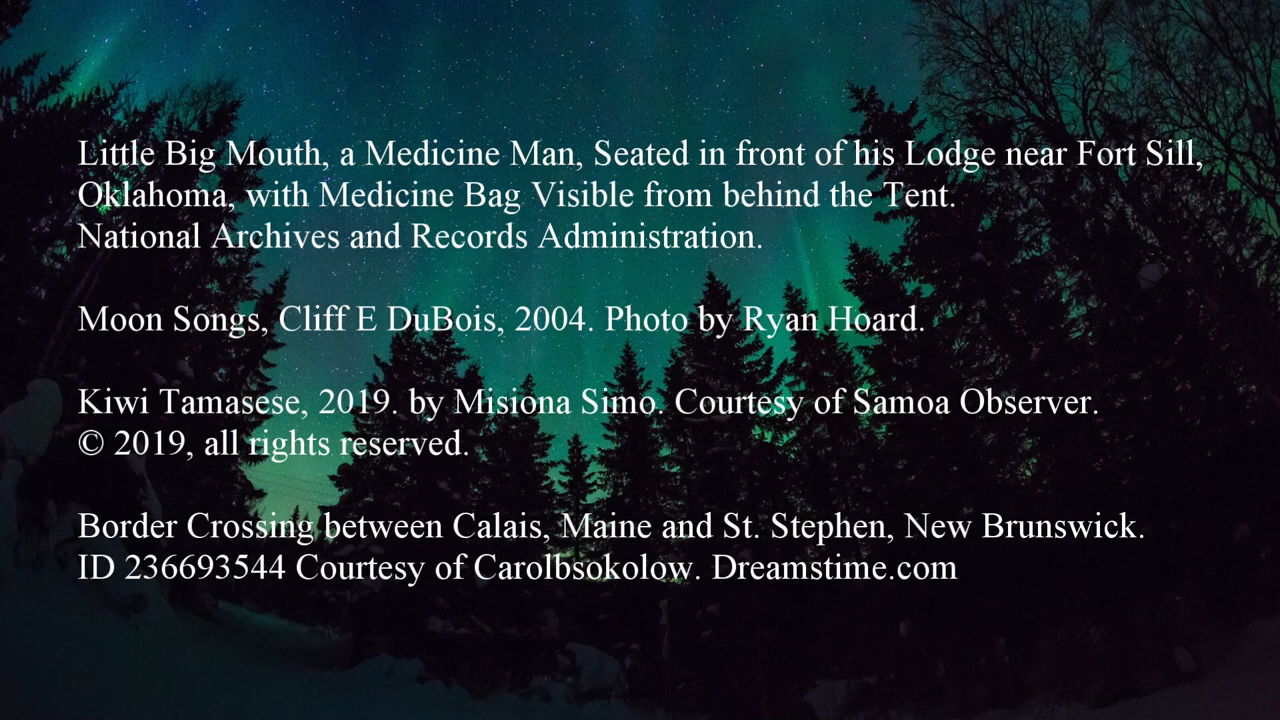 Little Big Mouth, a Medicine Man, Seated in front of his Lodge near Fort Sill,
Oklahoma, with Medicine Bag Visible from behind the Tent.
National Archives and Records Administration.
Moon Songs, Cliff E DuBois, 2004. Photo by Ryan Hoard.
Kiwi Tamasese, 2019. by Misiona Simo. Courtesy of Samoa Observer.
© 2019, all rights reserved.
Border Crossing between Calais, Maine and St. Stephen, New Brunswick.
ID 236693544 Courtesy of Carolbsokolow. Dreamstime.com